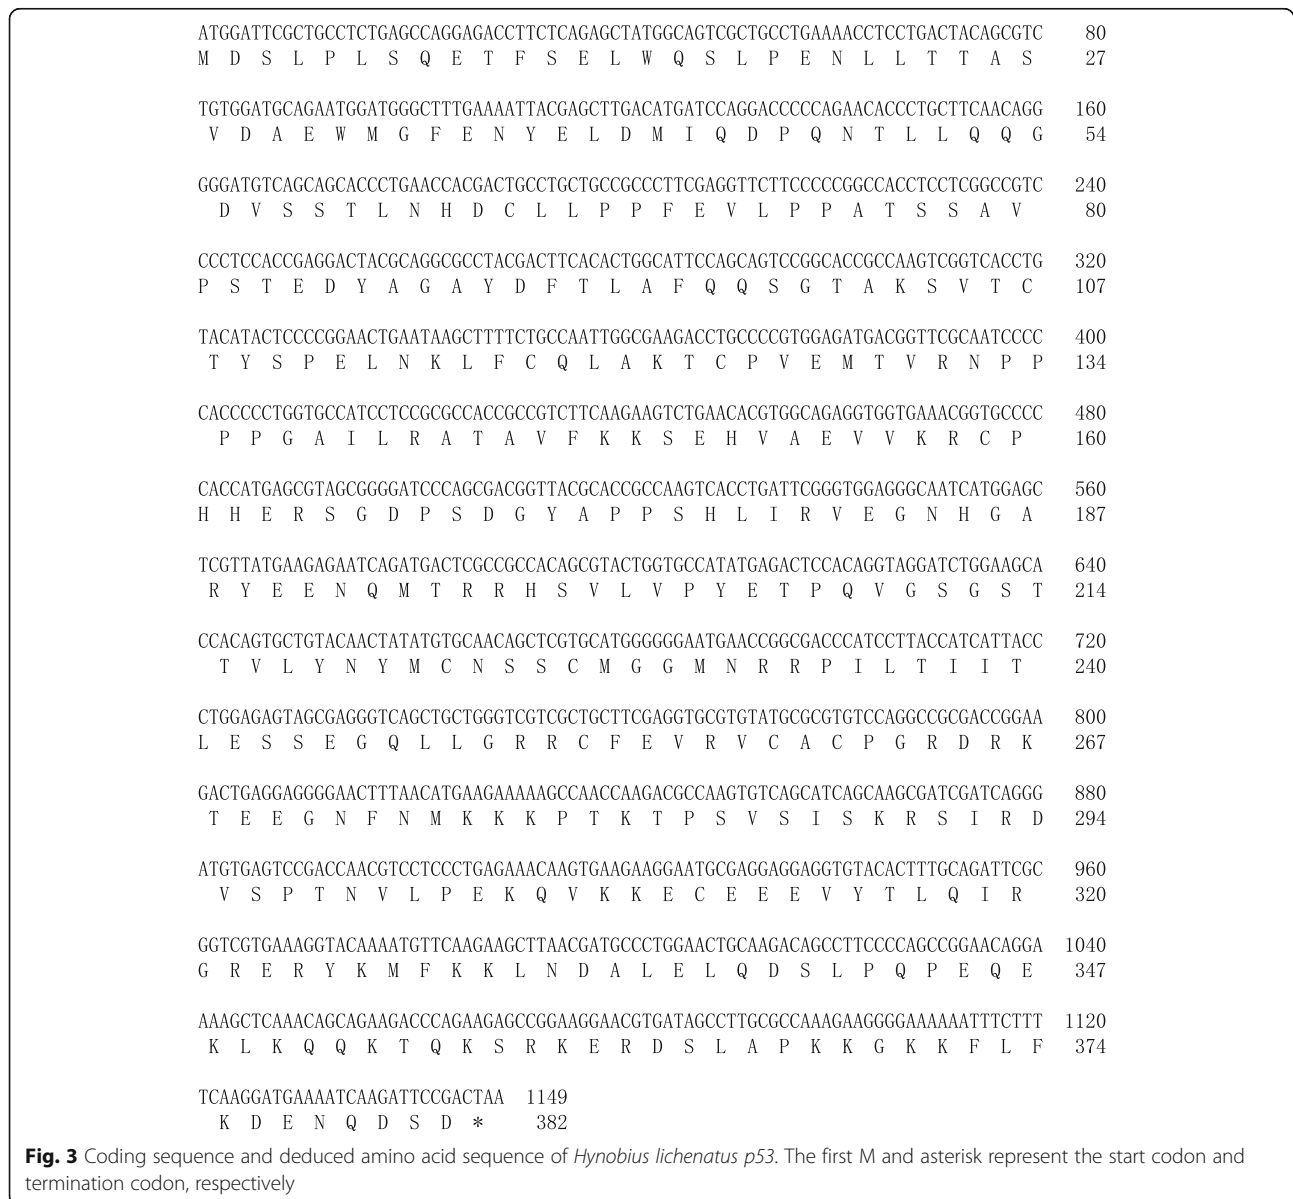 ATGGATTCGCTGCCTCTGAGCCAGGAGACCTTCTCAGAGCTATGGCAGTCGCTGCCTGAAAACCTCCTGACTACAGCGTC 80
M D S L P L S Q E T F S E L W Q S L P E N L L T T A S 27
TGTGGATGCAGAATGGATGGGCTTTGAAAATTACGAGCTTGACATGATCCAGGACCCCCAGAACACCCTGCTTCAACAGG 160
V D A E W M G F E N Y E L D M I Q D P Q N T L L Q Q G 54
GGGATGTCAGCAGCACCCTGAACCACGACTGCCTGCTGCCGCCCTTCGAGGTTCTTCCCCCGGCCACCTCCTCGGCCGTC 240
D V S S T L N H D C L L P P F E V L P P A T S S A V 80
CCCTCCACCGAGGACTACGCAGGCGCCTACGACTTCACACTGGCATTCCAGCAGTCCGGCACCGCCAAGTCGGTCACCTG 320
P S T E D Y A G A Y D F T L A F Q Q S G T A K S V T C 107
TACATACTCCCCGGAACTGAATAAGCTTTTCTGCCAATTGGCGAAGACCTGCCCCGTGGAGATGACGGTTCGCAATCCCC 400
T Y S P E L N K L F C Q L A K T C P V E M T V R N P P 134
CACCCCCTGGTGCCATCCTCCGCGCCACCGCCGTCTTCAAGAAGTCTGAACACGTGGCAGAGGTGGTGAAACGGTGCCCC 480
P P G A I L R A T A V F K K S E H V A E V V K R C P 160
CACCATGAGCGTAGCGGGGATCCCAGCGACGGTTACGCACCGCCAAGTCACCTGATTCGGGTGGAGGGCAATCATGGAGC 560
H H E R S G D P S D G Y A P P S H L I R V E G N H G A 187
TCGTTATGAAGAGAATCAGATGACTCGCCGCCACAGCGTACTGGTGCCATATGAGACTCCACAGGTAGGATCTGGAAGCA 640
R Y E E N Q M T R R H S V L V P Y E T P Q V G S G S T 214
CCACAGTGCTGTACAACTATATGTGCAACAGCTCGTGCATGGGGGGAATGAACCGGCGACCCATCCTTACCATCATTACC 720
T V L Y N Y M C N S S C M G G M N R R P I L T I I T 240
CTGGAGAGTAGCGAGGGTCAGCTGCTGGGTCGTCGCTGCTTCGAGGTGCGTGTATGCGCGTGTCCAGGCCGCGACCGGAA 800
L E S S E G Q L L G R R C F E V R V C A C P G R D R K 267
GACTGAGGAGGGGAACTTTAACATGAAGAAAAAGCCAACCAAGACGCCAAGTGTCAGCATCAGCAAGCGATCGATCAGGG 880
T E E G N F N M K K K P T K T P S V S I S K R S I R D 294
ATGTGAGTCCGACCAACGTCCTCCCTGAGAAACAAGTGAAGAAGGAATGCGAGGAGGAGGTGTACACTTTGCAGATTCGC 960
V S P T N V L P E K Q V K K E C E E E V Y T L Q I R 320
GGTCGTGAAAGGTACAAAATGTTCAAGAAGCTTAACGATGCCCTGGAACTGCAAGACAGCCTTCCCCAGCCGGAACAGGA 1040
G R E R Y K M F K K L N D A L E L Q D S L P Q P E Q E 347
AAAGCTCAAACAGCAGAAGACCCAGAAGAGCCGGAAGGAACGTGATAGCCTTGCGCCAAAGAAGGGGAAAAAATTTCTTT 1120
K L K Q Q K T Q K S R K E R D S L A P K K G K K F L F 374
TCAAGGATGAAAATCAAGATTCCGACTAA 1149
K D E N Q D S D * 382
Fig. 3 Coding sequence and deduced amino acid sequence of Hynobius lichenatus p53. The first M and asterisk represent the start codon and
termination codon, respectively